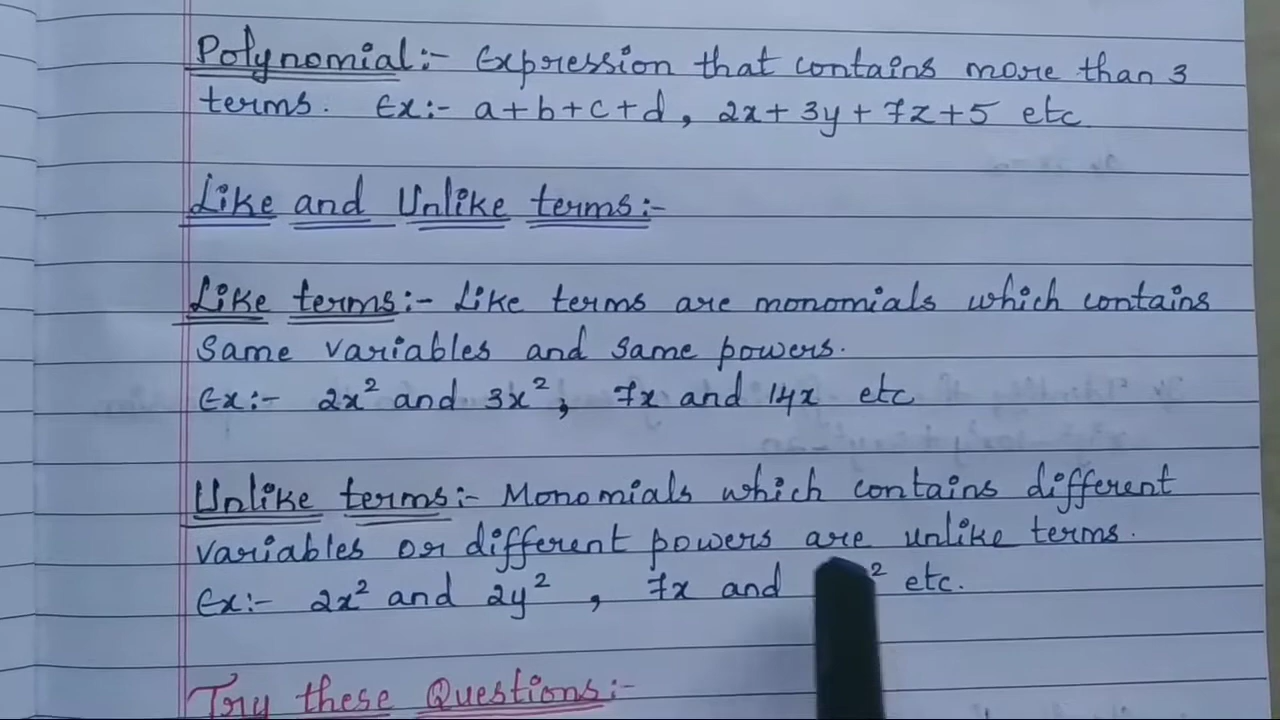 Polynomial:- Expression that contains more than 3
terms. Ex:- a+b+c+d, 2x+3y+7z+5 etc
Like and Unlike terms:-
Like terms:- Like terms are monomials which contains
same variables and same powers.
Ex:- 2x² and 3x², 7x and 14x etc
Unlike terms:- Monomials which contains different
variables or different powers are unlike terms.
Ex:- 2x² and 2y², 7x and ² etc.
Try these Questions:-